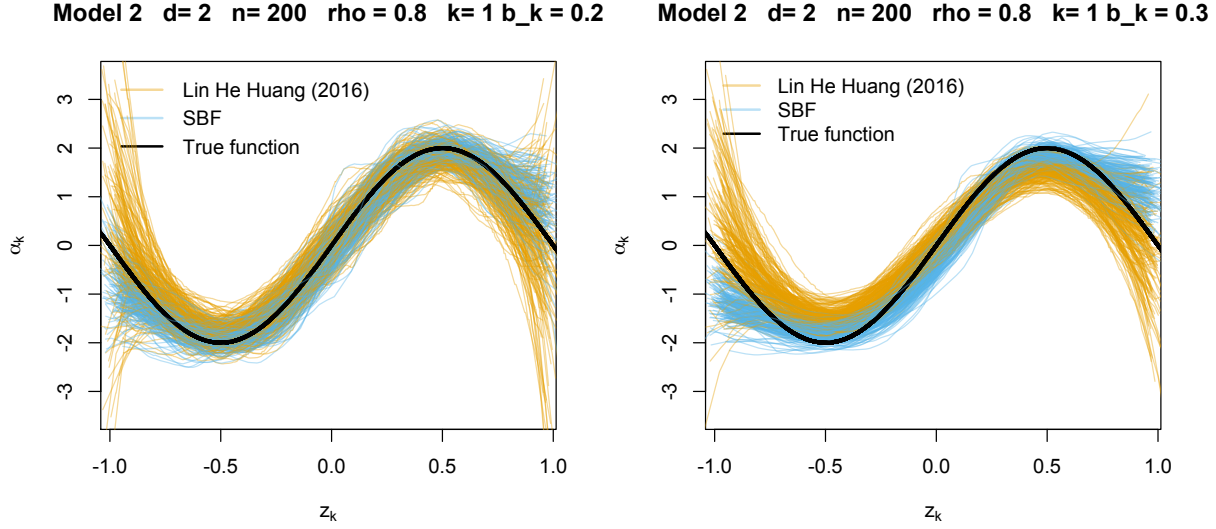 Model 2 d= 2 n= 200 rho = 0.8 k= 1 b_k = 0.2
Lin He Huang (2016)
SBF
True function
3
2
1
0
-1
-2
-3
α_k
-1.0 -0.5 0.0 0.5 1.0
z_k
Model 2 d= 2 n= 200 rho = 0.8 k= 1 b_k = 0.3
Lin He Huang (2016)
SBF
True function
3
2
1
0
-1
-2
-3
α_k
-1.0 -0.5 0.0 0.5 1.0
z_k